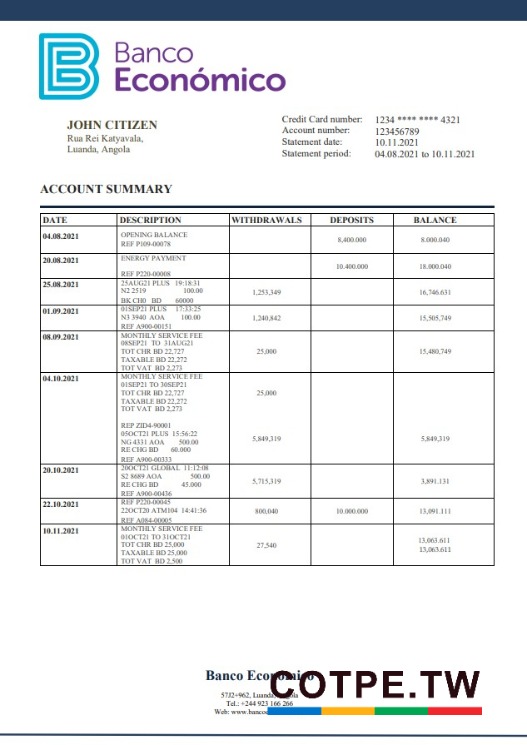 Banco
Económico
JOHN CITIZEN
Rua Rei Katyavala,
Luanda, Angola
Credit Card number: 1234 **** **** 4321
Account number: 123456789
Statement date: 10.11.2021
Statement period: 04.08.2021 to 10.11.2021
ACCOUNT SUMMARY
DATE DESCRIPTION WITHDRAWALS DEPOSITS BALANCE
04.08.2021 OPENING BALANCE
REF P109-00078 8,400.000 8.000.040
20.08.2021 ENERGY PAYMENT
10.400.000 18.000.040
REF P220-00008
25.08.2021 25AUG21 PLUS 19:18:31
N2 2519 100.00 1,253,349 16,746.631
BK CH0 BD 60000
01.09.2021 01SEP21 PLUS 17:33:25
N3 3940 AOA 100.00 1,240,842 15,505,749
REF A900-00151
08.09.2021 MONTHLY SERVICE FEE
08SEP21 TO 31AUG21
TOT CHR BD 22,727 25,000 15,480,749
TAXABLE BD 22,272
TOT VAT BD 2,273
04.10.2021 MONTHLY SERVICE FEE
01SEP21 TO 30SEP21
TOT CHR BD 22,727 25,000
TAXABLE BD 22,272
TOT VAT BD 2,273
REP ZID4-90001
05OCT21 PLUS 15:56:22
NG 4331 AOA 500.00 5,849,319 5,849,319
RE CHG BD 60.000
REF A900-00333
20.10.2021 20OCT21 GLOBAL 11:12:08
S2 8689 AOA 500.00 5,715,319 3,891.131
RE CHG BD 45.000
REF A900-00436
22.10.2021 REF P220-00045
22OCT20 ATM104 14:41:36 800,040 10.000.000 13,091.111
REF A084-00005
10.11.2021 MONTHLY SERVICE FEE
01OCT21 TO 31OCT21
TOT CHR BD 25,000 27,540 13,063.611
TAXABLE BD 25,000 13,063.611
TOT VAT BD 2,500
Banco Económico
COTPE.TW
57J2+962, Luanda, Angola
Tel.: +244 923 166 266
Web: